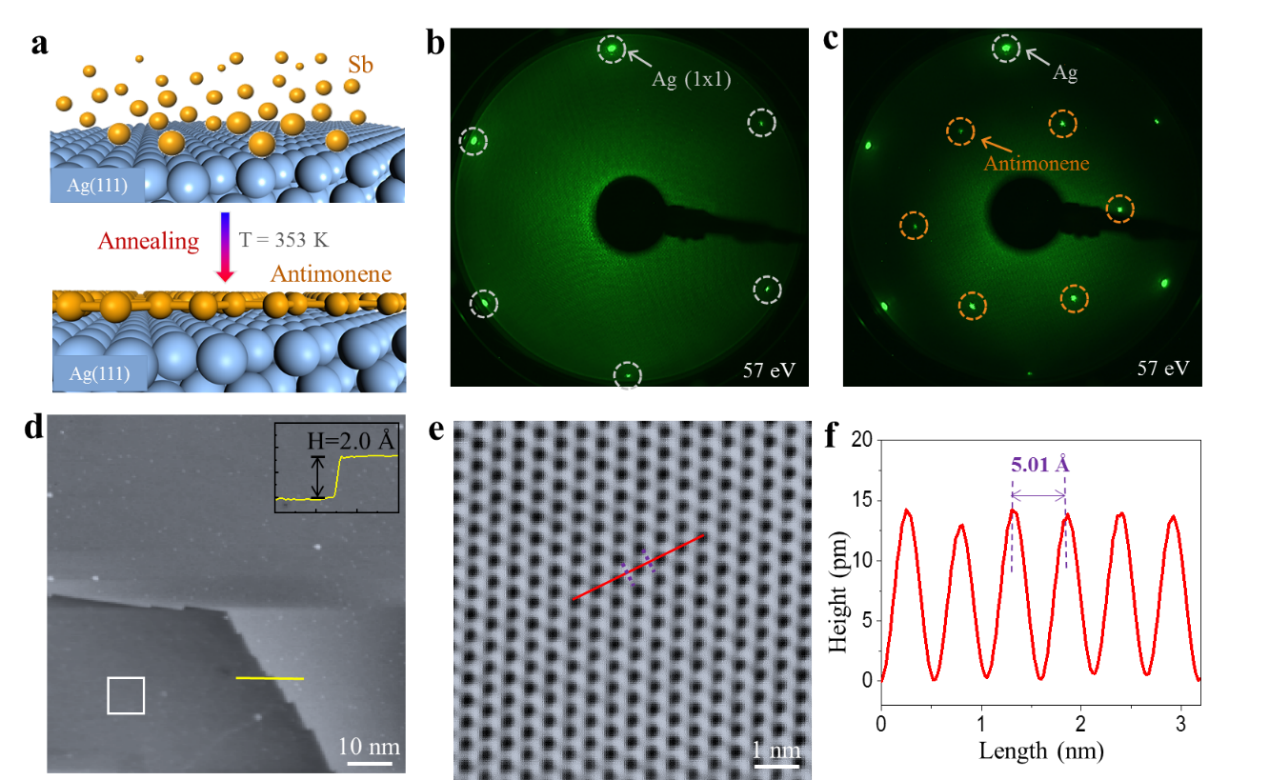 a
Sb
Ag(111)
Annealing
T = 353 K
Antimonene
Ag(111)
b
Ag (1x1)
57 eV
c
Ag
Antimonene
57 eV
d
H=2.0 Å
10 nm
e
1 nm
f
20
15
10
5
0
Height (pm)
5.01 Å
0
1
2
3
Length (nm)